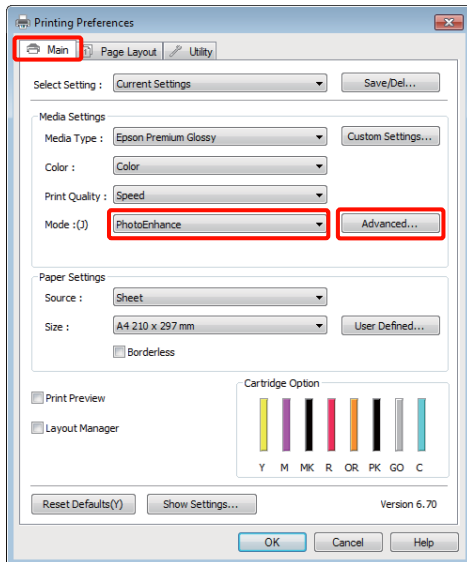 Printing Preferences
Main Page Layout Utility
Select Setting : Current Settings Save/Del...
Media Settings
Media Type : Epson Premium Glossy Custom Settings...
Color : Color
Print Quality : Speed
Mode :(J) PhotoEnhance Advanced...
Paper Settings
Source : Sheet
Size : A4 210 x 297 mm User Defined...
Borderless
Cartridge Option
Print Preview
Layout Manager
Y M MK R OR PK GO C
Reset Defaults(Y) Show Settings... Version 6.70
OK Cancel Help